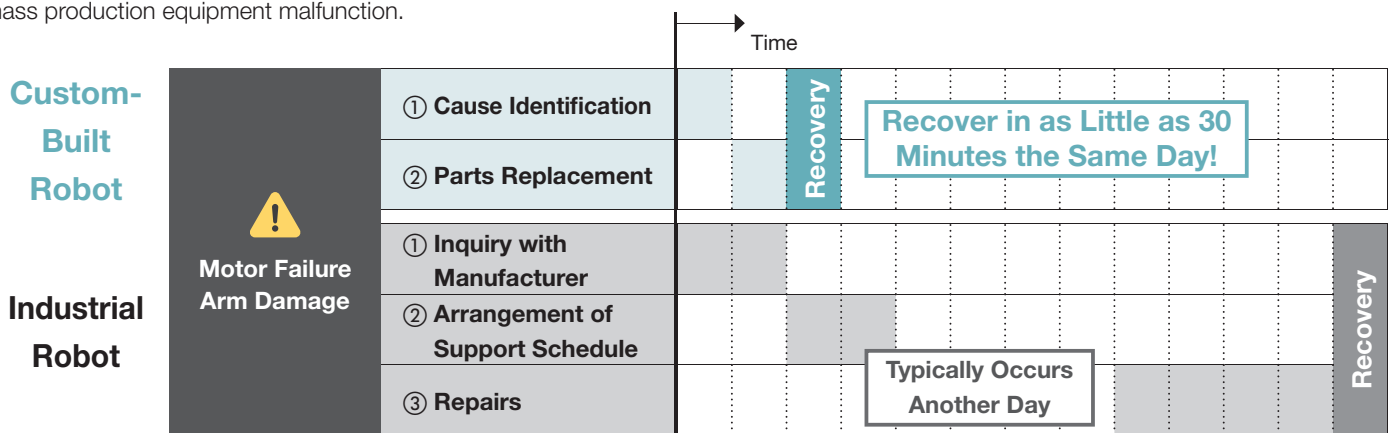 mass production equipment malfunction.
Time
Custom-
Built
Robot
Motor Failure
Arm Damage
① Cause Identification
② Parts Replacement
Recovery
Recover in as Little as 30
Minutes the Same Day!
Industrial
Robot
① Inquiry with
Manufacturer
② Arrangement of
Support Schedule
③ Repairs
Typically Occurs
Another Day
Recovery